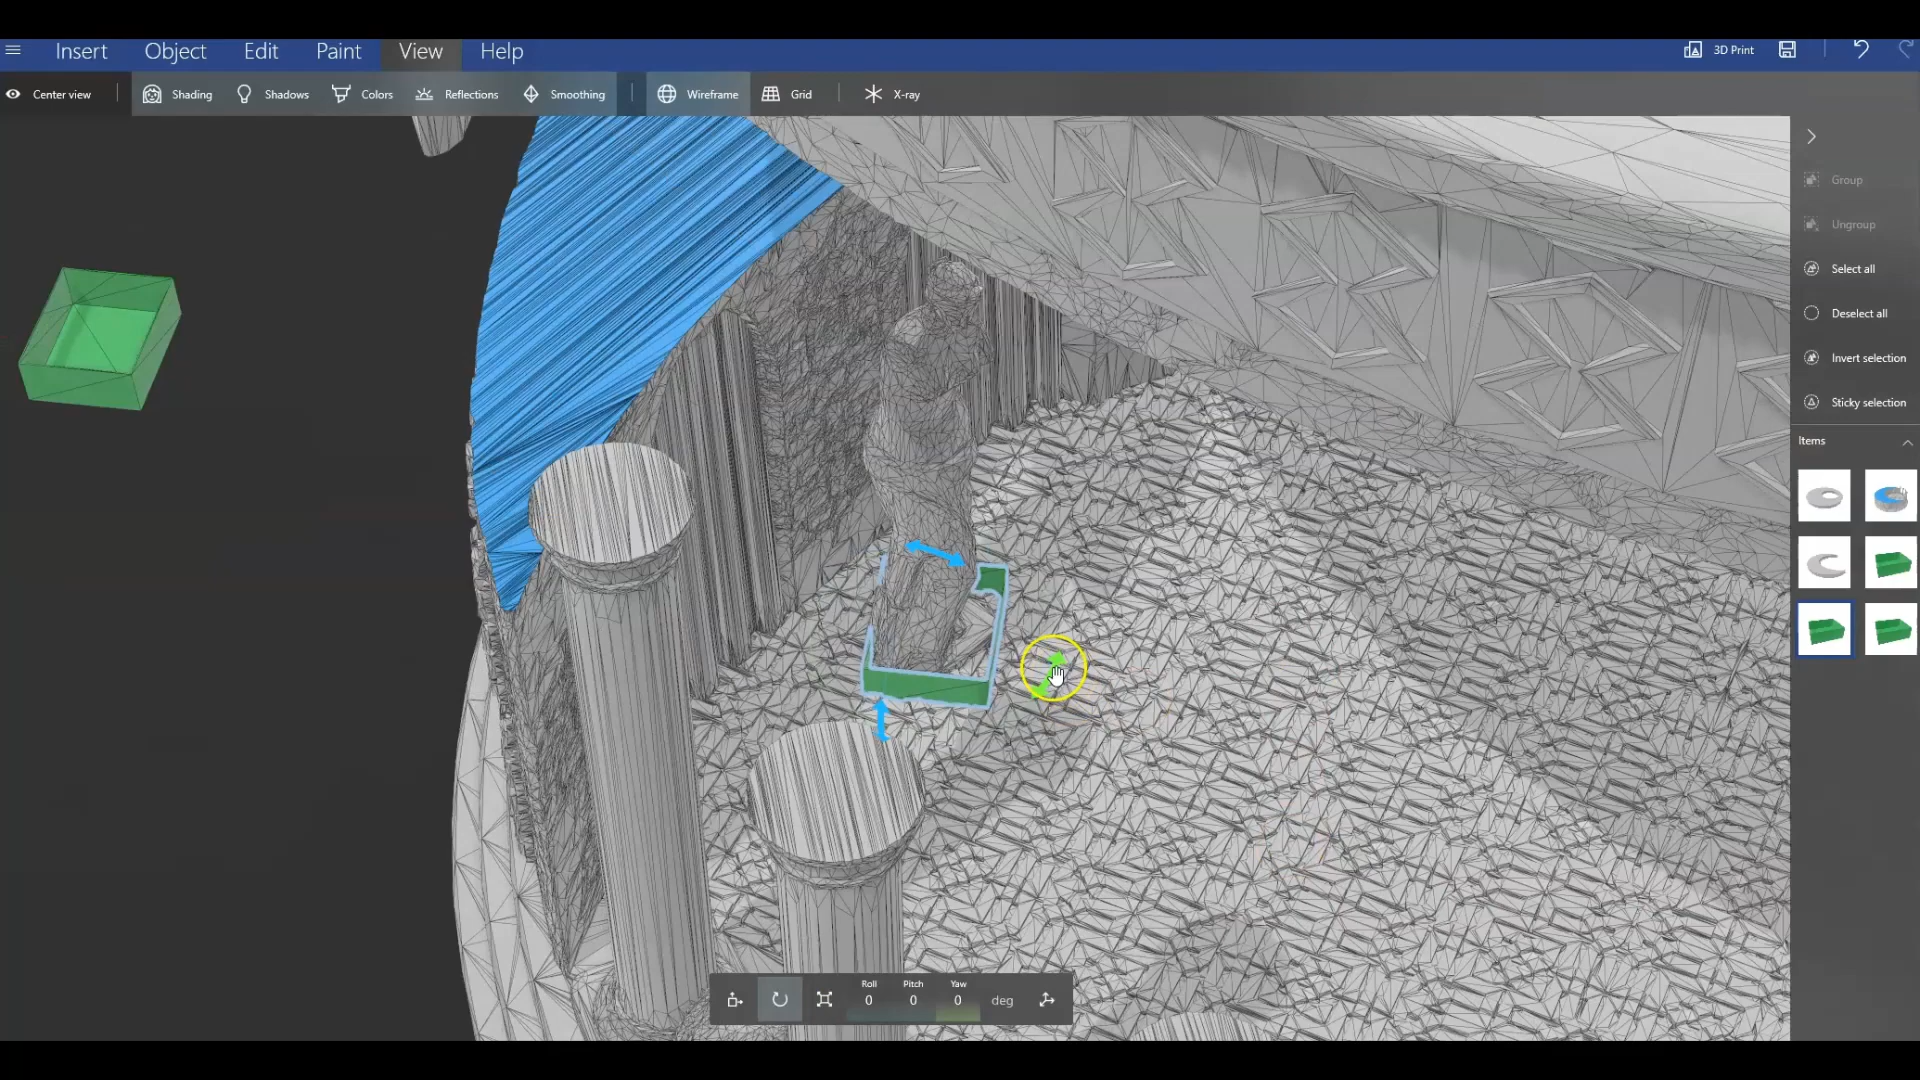 Insert Object Edit Paint View Help 3D Print
Center view Shading Shadows Colors Reflections Smoothing Wireframe Grid X-ray
Group
Ungroup
Select all
Deselect all
Invert selection
Sticky selection
Items
Roll Pitch Yaw
0 0 0 deg